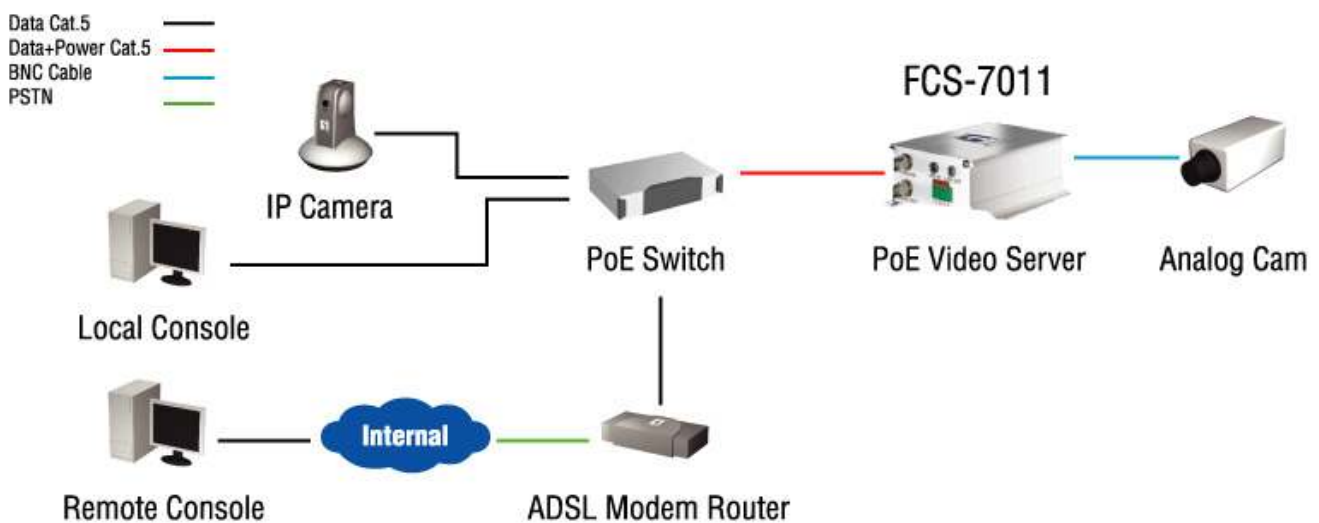 Data Cat.5
Data+Power Cat.5
BNC Cable
PSTN
FCS-7011
IP Camera
PoE Switch
PoE Video Server
Analog Cam
Local Console
Internal
Remote Console
ADSL Modem Router